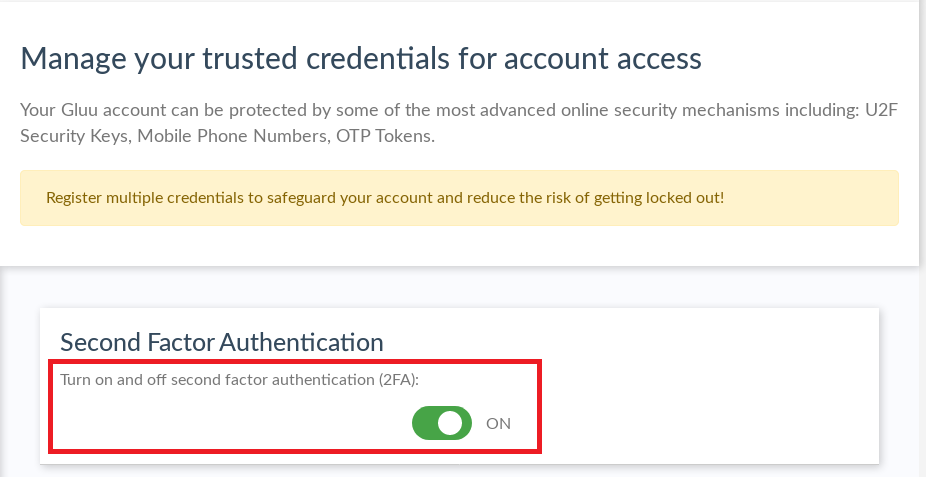 Manage your trusted credentials for account access
Your Gluu account can be protected by some of the most advanced online security mechanisms including: U2F
Security Keys, Mobile Phone Numbers, OTP Tokens.
Register multiple credentials to safeguard your account and reduce the risk of getting locked out!
Second Factor Authentication
Turn on and off second factor authentication (2FA):
ON